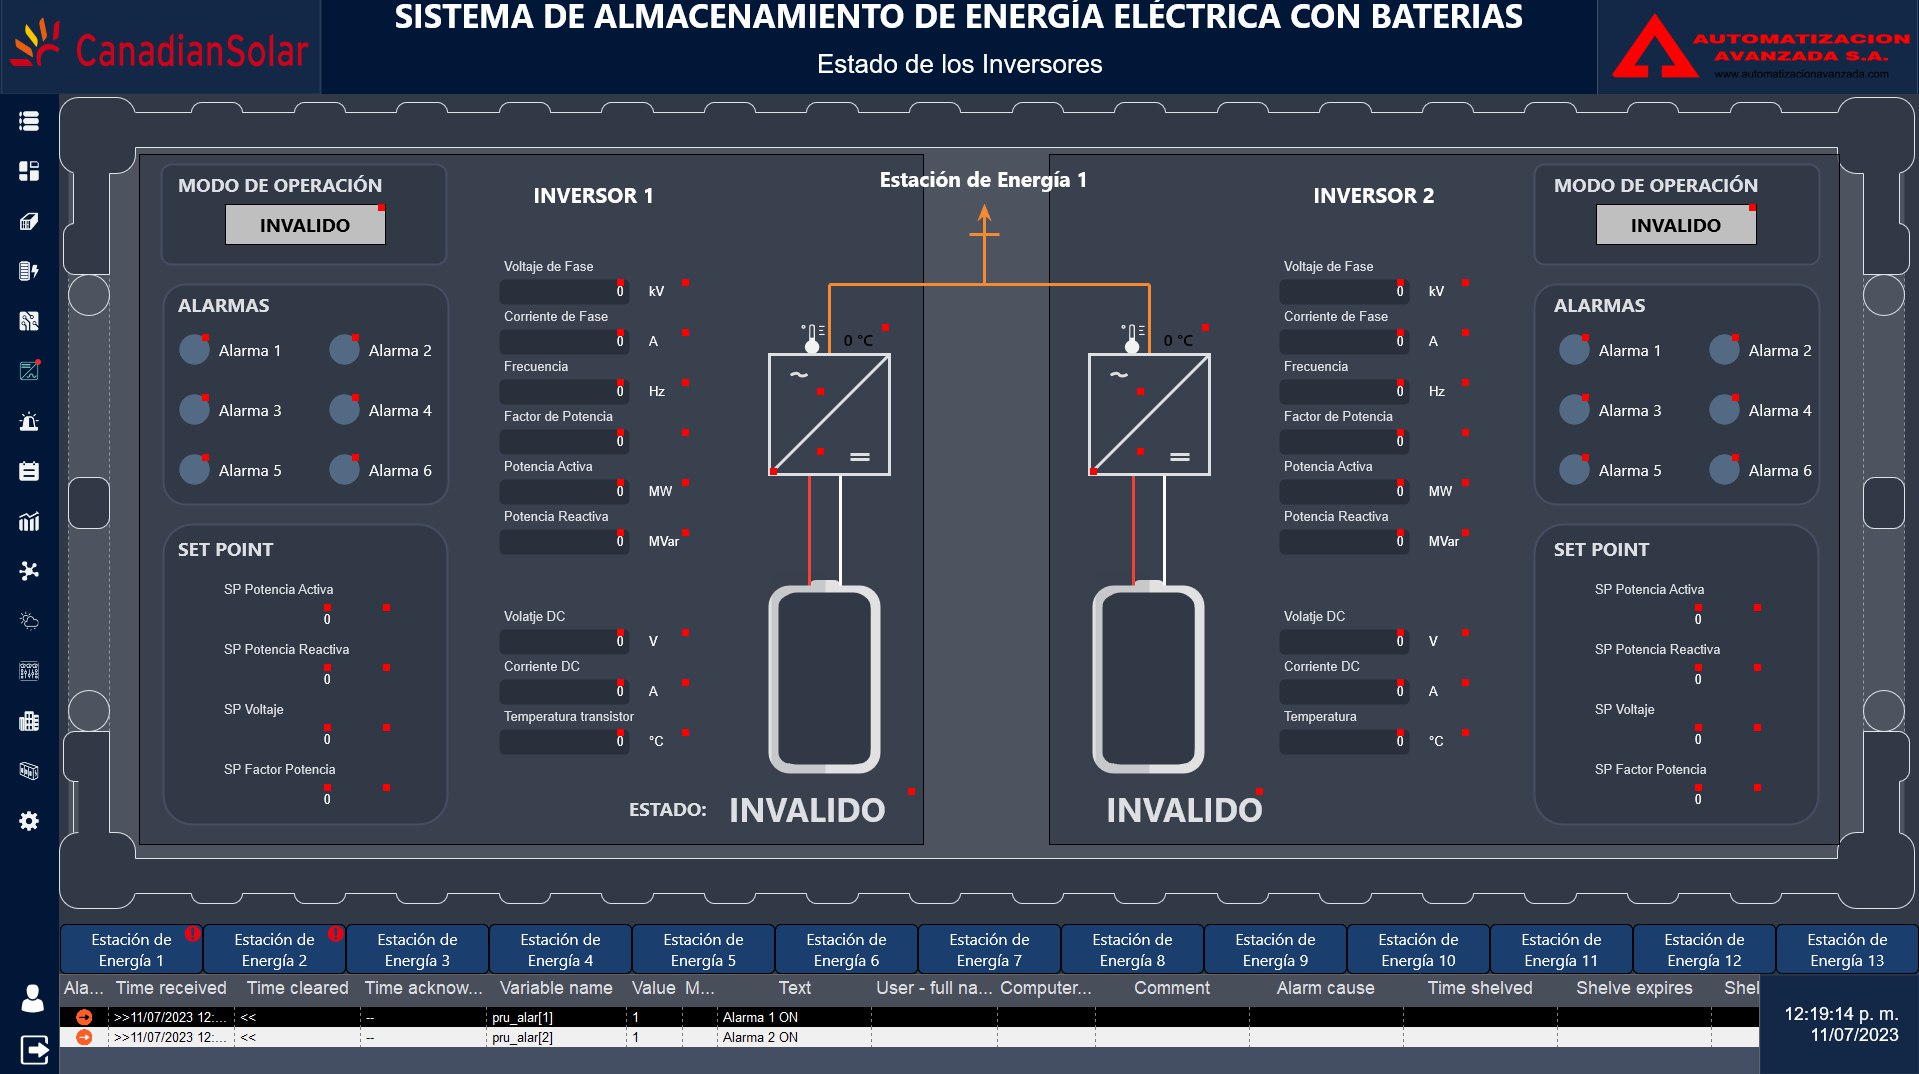 CanadianSolar
SISTEMA DE ALMACENAMIENTO DE ENERGÍA ELÉCTRICA CON BATERIAS
Estado de los Inversores
AUTOMATIZACION
AVANZADA S.A.
www.automatizacionavanzada.com
Estación de Energía 1
MODO DE OPERACIÓN
INVALIDO
ALARMAS
Alarma 1
Alarma 2
Alarma 3
Alarma 4
Alarma 5
Alarma 6
SET POINT
SP Potencia Activa
0
SP Potencia Reactiva
0
SP Voltaje
0
SP Factor Potencia
0
INVERSOR 1
Voltaje de Fase
0 kV
Corriente de Fase
0 A
Frecuencia
0 Hz
Factor de Potencia
0
Potencia Activa
0 MW
Potencia Reactiva
0 MVar
Volatje DC
0 V
Corriente DC
0 A
Temperatura transistor
0 °C
0 °C
ESTADO: INVALIDO
INVERSOR 2
0 °C
Voltaje de Fase
0 kV
Corriente de Fase
0 A
Frecuencia
0 Hz
Factor de Potencia
0
Potencia Activa
0 MW
Potencia Reactiva
0 MVar
Volatje DC
0 V
Corriente DC
0 A
Temperatura
0 °C
INVALIDO
MODO DE OPERACIÓN
INVALIDO
ALARMAS
Alarma 1
Alarma 2
Alarma 3
Alarma 4
Alarma 5
Alarma 6
SET POINT
SP Potencia Activa
0
SP Potencia Reactiva
0
SP Voltaje
0
SP Factor Potencia
0
Estación de
Energía 1
Estación de
Energía 2
Estación de
Energía 3
Estación de
Energía 4
Estación de
Energía 5
Estación de
Energía 6
Estación de
Energía 7
Estación de
Energía 8
Estación de
Energía 9
Estación de
Energía 10
Estación de
Energía 11
Estación de
Energía 12
Estación de
Energía 13
Ala... Time received Time cleared Time acknow... Variable name Value M... Text User - full na... Computer... Comment Alarm cause Time shelved Shelve expires Shel
>>11/07/2023 12:... << -- pru_alar[1] 1 Alarma 1 ON
>>11/07/2023 12:... << -- pru_alar[2] 1 Alarma 2 ON
12:19:14 p. m.
11/07/2023